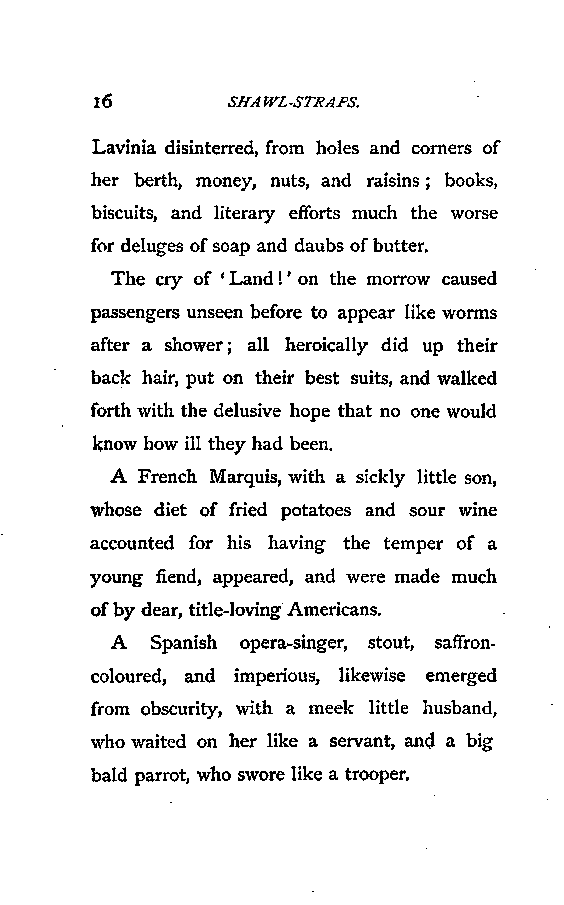 16 SHAWL-STRAPS.
Lavinia disinterred, from holes and corners of
her berth, money, nuts, and raisins ; books,
biscuits, and literary efforts much the worse
for deluges of soap and daubs of butter.
The cry of ‘ Land ! ’ on the morrow caused
passengers unseen before to appear like worms
after a shower ; all heroically did up their
back hair, put on their best suits, and walked
forth with the delusive hope that no one would
know how ill they had been.
A French Marquis, with a sickly little son,
whose diet of fried potatoes and sour wine
accounted for his having the temper of a
young fiend, appeared, and were made much
of by dear, title-loving Americans.
A Spanish opera-singer, stout, saffron-
coloured, and imperious, likewise emerged
from obscurity, with a meek little husband,
who waited on her like a servant, and a big
bald parrot, who swore like a trooper.